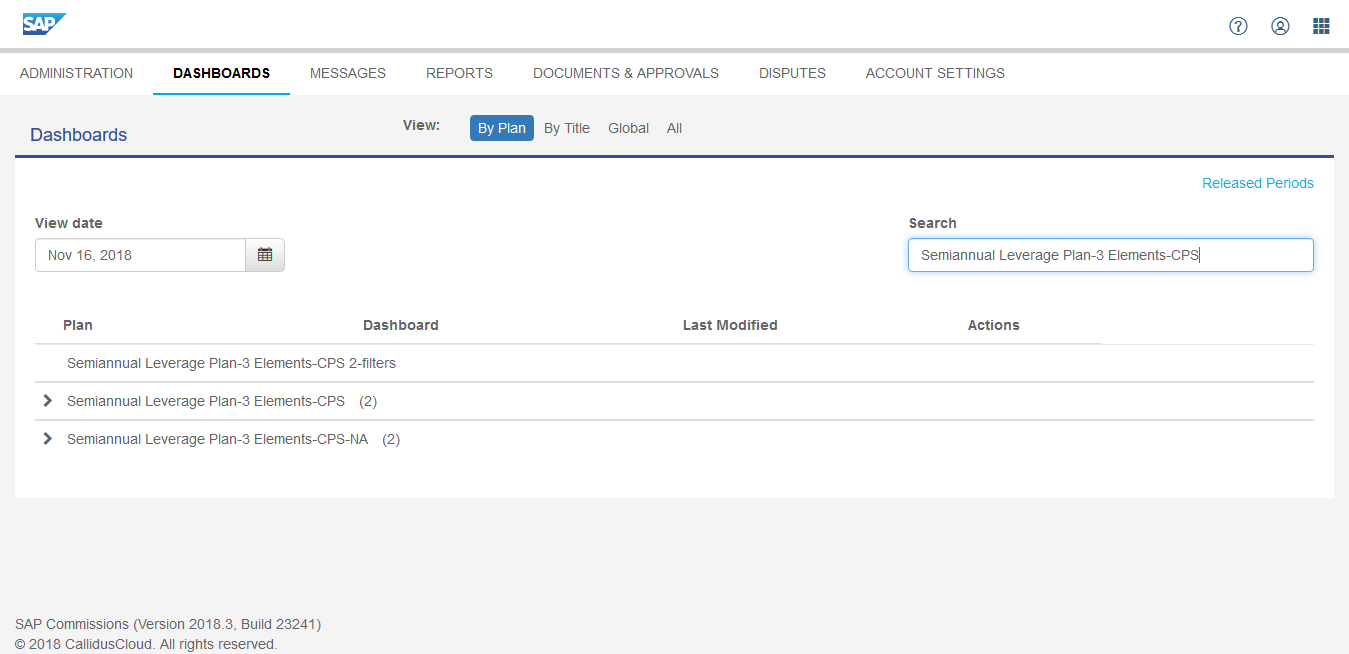 SAP
ADMINISTRATION DASHBOARDS MESSAGES REPORTS DOCUMENTS & APPROVALS DISPUTES ACCOUNT SETTINGS
Dashboards View: By Plan By Title Global All
Released Periods
View date Search
Nov 16, 2018 Semiannual Leverage Plan-3 Elements-CPS
Plan Dashboard Last Modified Actions
Semiannual Leverage Plan-3 Elements-CPS 2-filters
Semiannual Leverage Plan-3 Elements-CPS (2)
Semiannual Leverage Plan-3 Elements-CPS-NA (2)
SAP Commissions (Version 2018.3, Build 23241)
© 2018 CallidusCloud. All rights reserved.